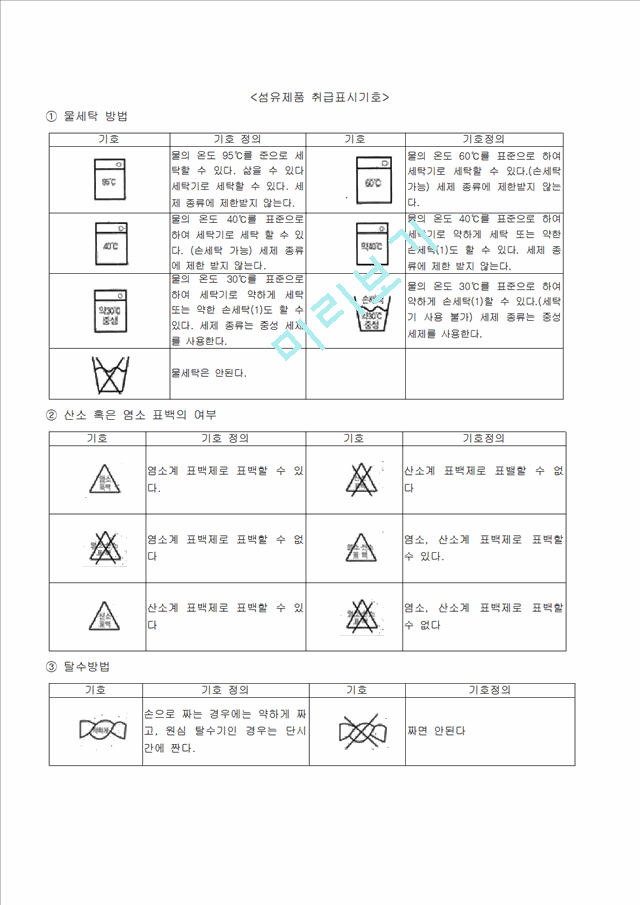 <섬유제품 취급표시기호>
① 물세탁 방법
기호 기호 정의 기호 기호정의
95℃
물의 온도 95℃를 준으로 세
탁할 수 있다. 삶을 수 있다
세탁기로 세탁할 수 있다. 세
제 종류에 제한받지 않는다.
60℃
물의 온도 60℃를 표준으로 하여
세탁기로 세탁할 수 있다.(손세탁
가능) 세제 종류에 제한받지 않는
다.
40℃
물의 온도 40℃를 표준으로
하여 세탁기로 세탁 할 수 있
다. (손세탁 가능) 세제 종류
에 제한 받지 않는다.
약40℃
물의 온도 40℃를 표준으로 하여
세탁기로 약하게 세탁 또는 약한
손세탁(1)도 할 수 있다. 세제 종
류에 제한 받지 않는다.
약30℃
중성
물의 온도 30℃를 표준으로
하여 세탁기로 약하게 세탁
또는 약한 손세탁(1)도 할 수
있다. 세제 종류는 중성 세제
를 사용한다.
손세탁
약30℃
중성
물의 온도 30℃를 표준으로 하여
약하게 손세탁(1)할 수 있다.(세탁
기 사용 불가) 세제 종류는 중성
세제를 사용한다.
물세탁은 안된다.
② 산소 혹은 염소 표백의 여부
기호 기호 정의 기호 기호정의
염소
표백
염소계 표백제로 표백할 수 있
다.
산소
표백
산소계 표백제로 표밸할 수 없
다
염소계 표백제로 표백할 수 없
다
염소·산소
표 백
염소, 산소계 표백제로 표백할
수 있다.
산소
표백
산소계 표백제로 표백할 수 있
다
염소, 산소계 표백제로 표백할
수 없다
③ 탈수방법
기호 기호 정의 기호 기호정의
약하게
손으로 짜는 경우에는 약하게 짜
고, 원심 탈수기인 경우는 단시
간에 짠다.
짜면 안된다
미리보기